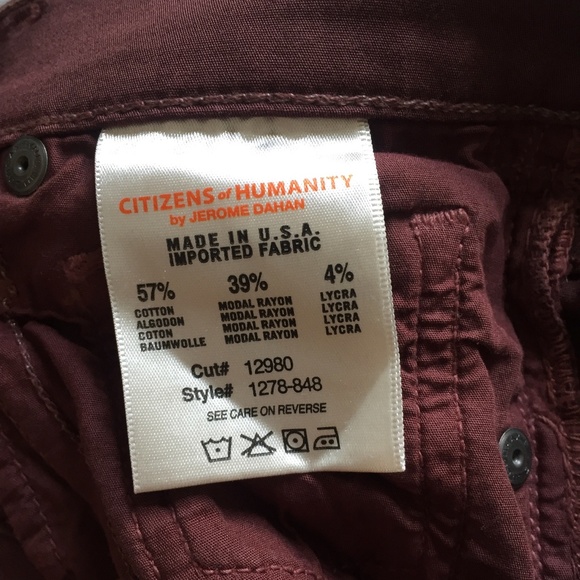 CITIZENS of HUMANITY
by JEROME DAHAN
MADE IN U.S.A.
IMPORTED FABRIC
57% 39% 4%
COTTON MODAL RAYON LYCRA
ALGODON MODAL RAYON LYCRA
COTON MODAL RAYON LYCRA
BAUMWOLLE MODAL RAYON LYCRA
Cut# 12980
Style# 1278-848
SEE CARE ON REVERSE